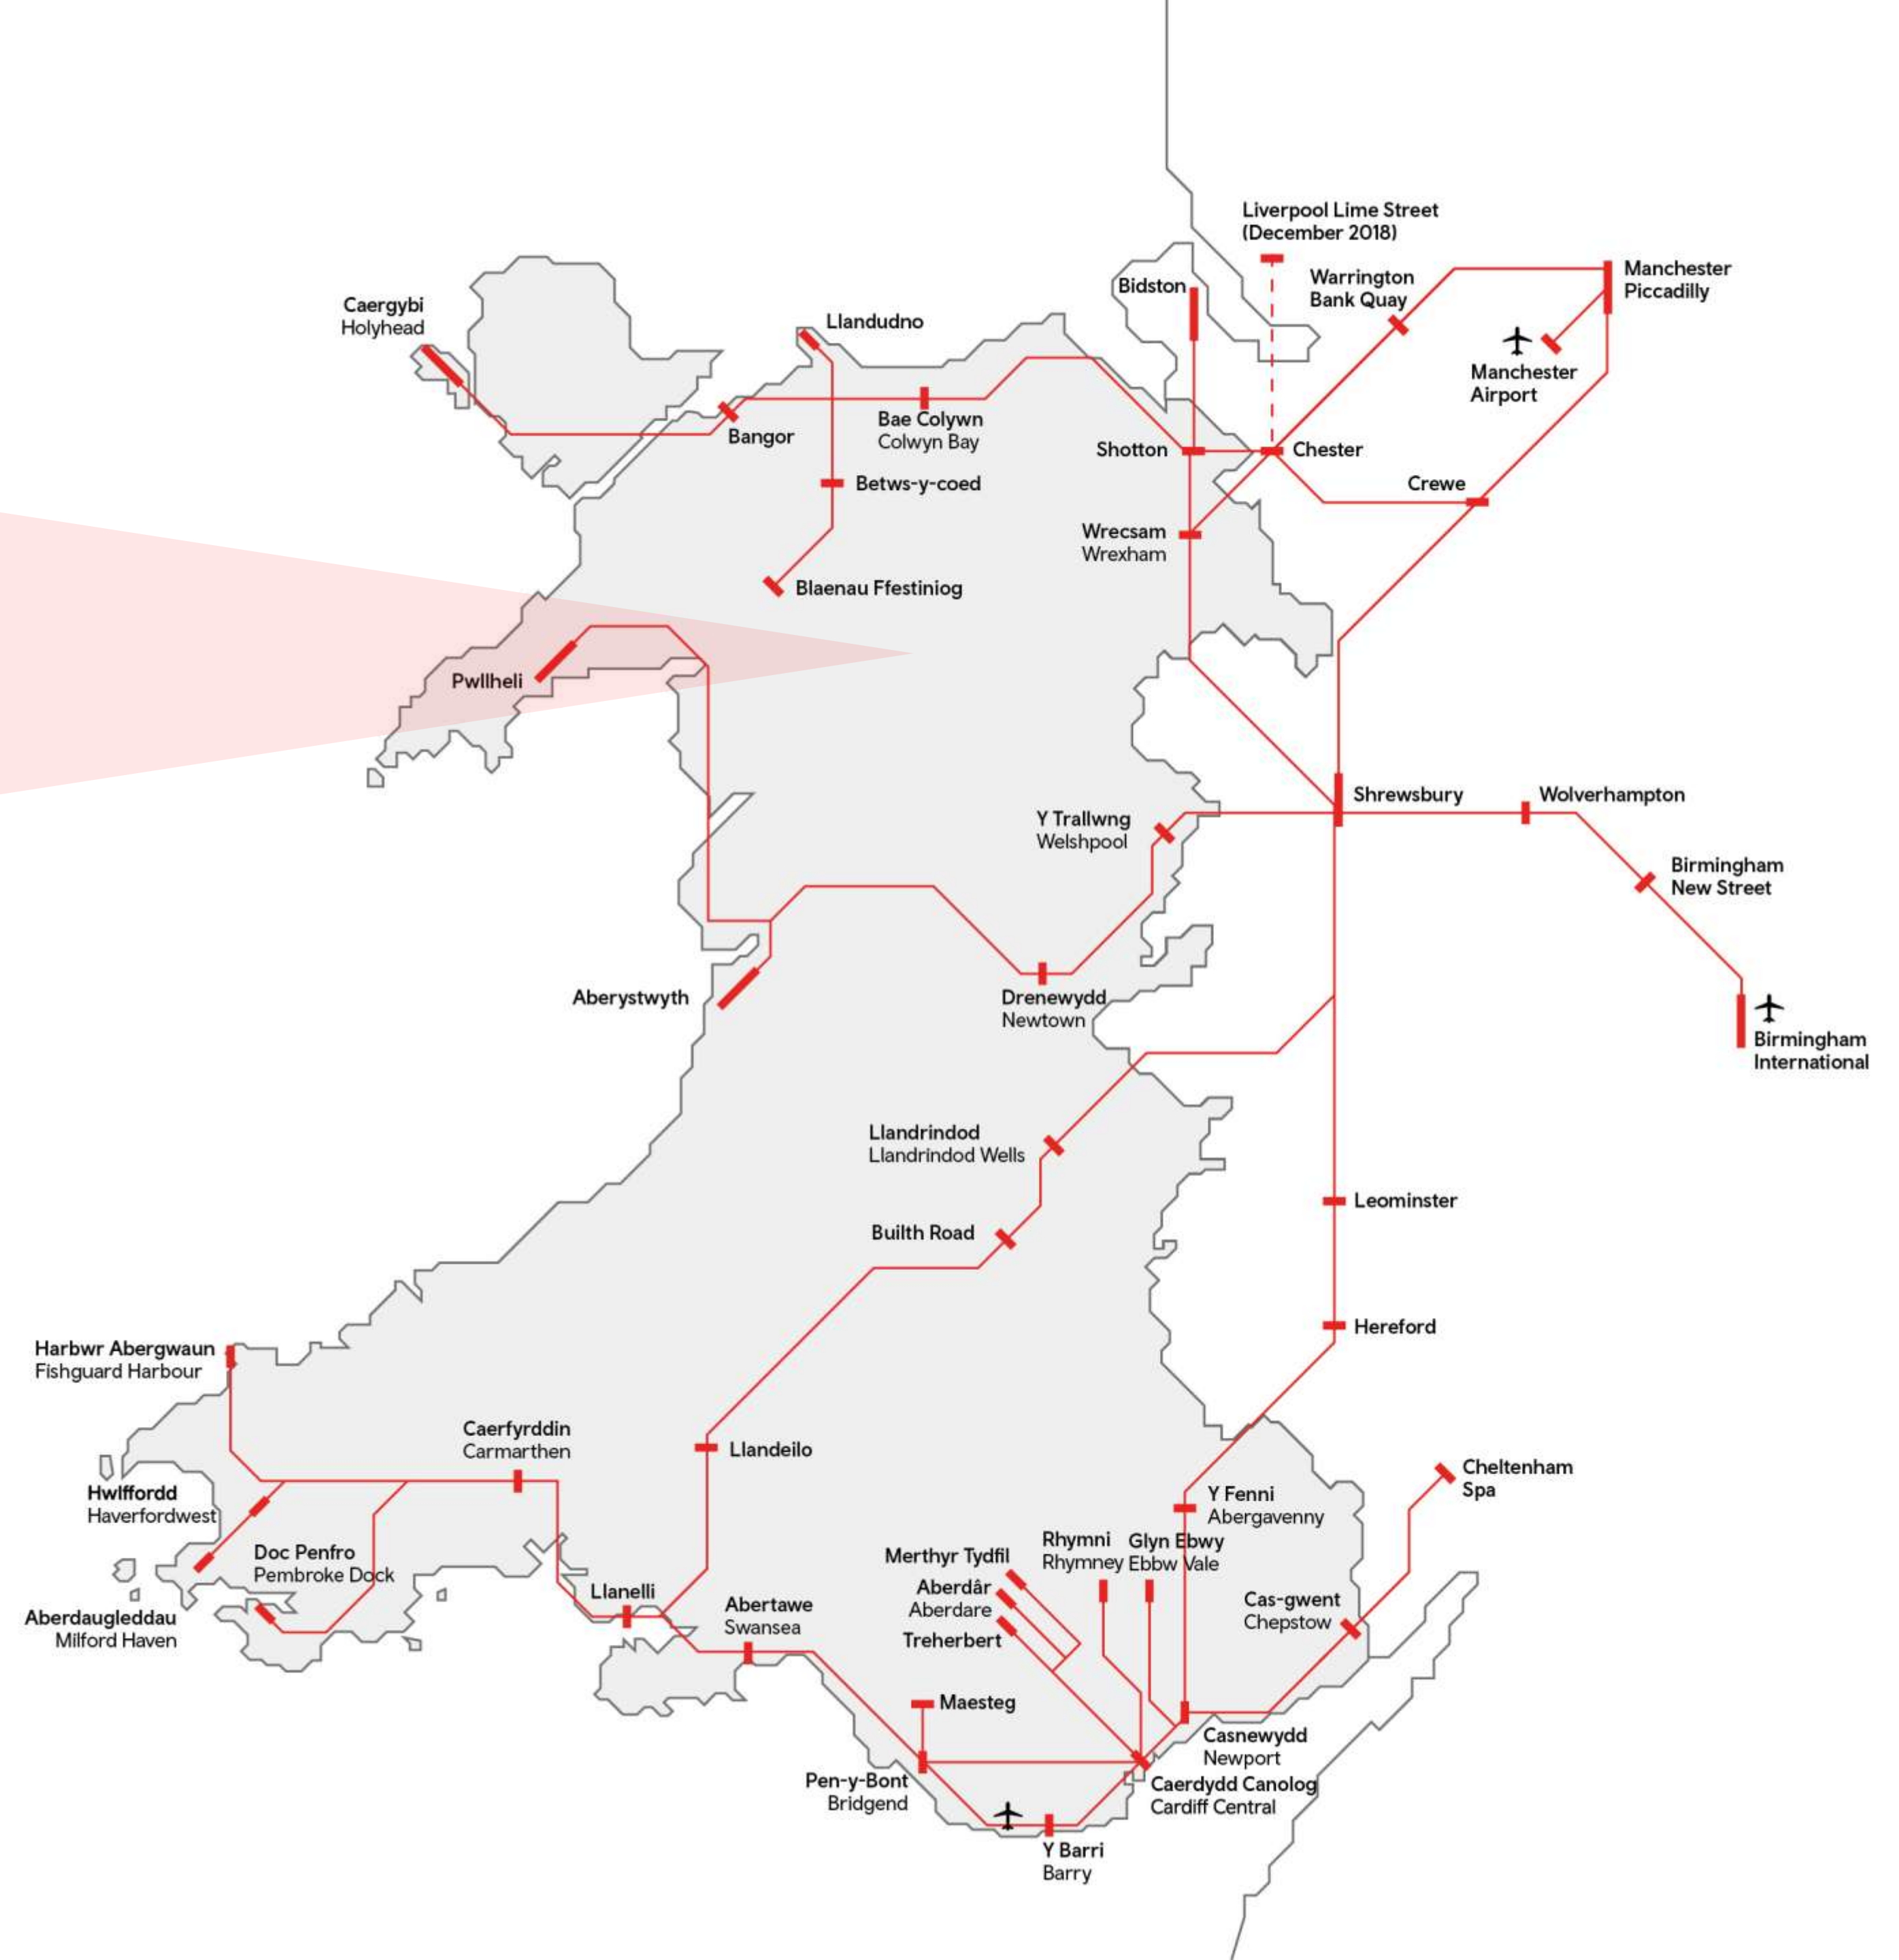 Liverpool Lime Street
(December 2018)
Manchester
Piccadilly
Warrington
Bank Quay
Bidston
Caergybi
Holyhead
Llandudno
Manchester
Airport
Bae Colwyn
Colwyn Bay
Bangor
Shotton
Chester
Betws-y-coed
Crewe
Wrecsam
Wrexham
Blaenau Ffestiniog
Pwllheli
Shrewsbury
Wolverhampton
Y Trallwng
Welshpool
Birmingham
New Street
Aberystwyth
Drenewydd
Newtown
Birmingham
International
Llandrindod
Llandrindod Wells
Leominster
Builth Road
Hereford
Harbwr Abergwaun
Fishguard Harbour
Caerfyrddin
Carmarthen
Llandeilo
Cheltenham
Spa
Hwlffordd
Haverfordwest
Y Fenni
Abergavenny
Doc Penfro
Pembroke Dock
Rhymni
Rhymney
Glyn Ebwy
Ebbw Vale
Merthyr Tydfil
Aberdâr
Aberdare
Treherbert
Llanelli
Abertawe
Swansea
Cas-gwent
Chepstow
Aberdaugleddau
Milford Haven
Maesteg
Casnewydd
Newport
Pen-y-Bont
Bridgend
Caerdydd Canolog
Cardiff Central
Y Barri
Barry